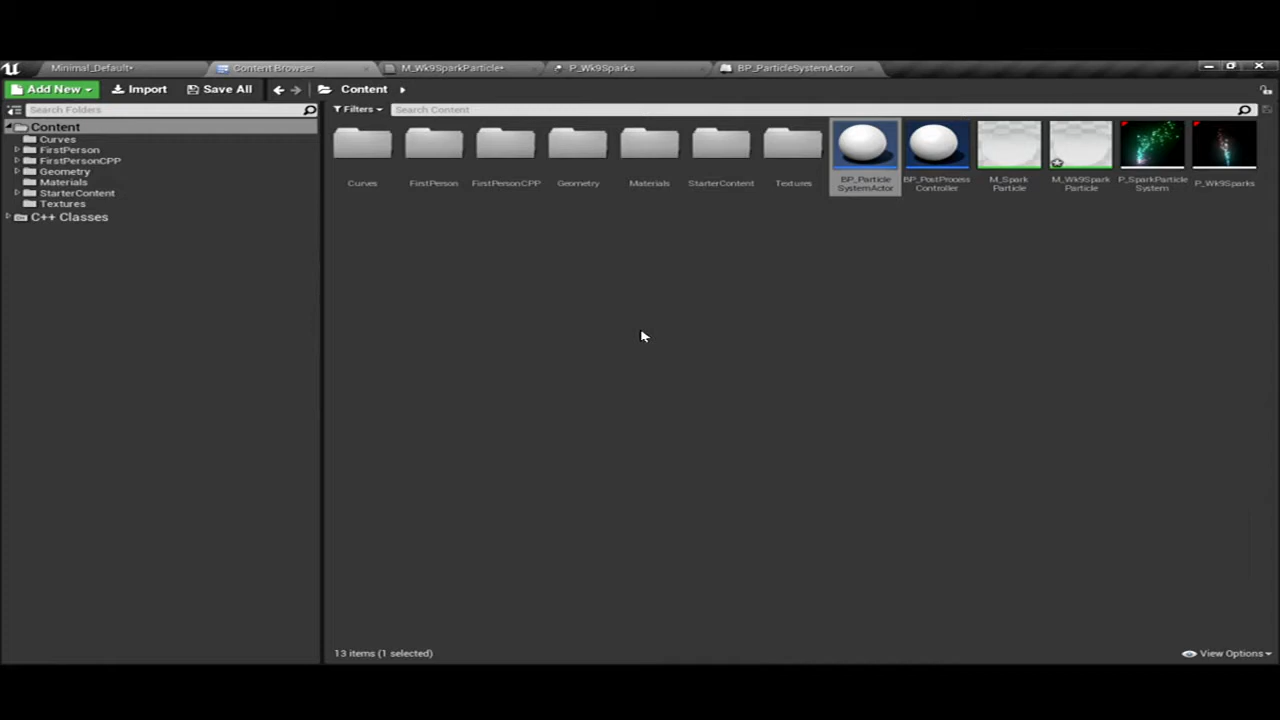 Minimal_Default•
Content Browser
M_Wk9SparkParticle•
P_Wk9Sparks
BP_ParticleSystemActor
Add New
Import
Save All
Content
Search Folders
Filters
Search Content
Content
Curves
FirstPerson
FirstPersonCPP
Geometry
Materials
StarterContent
Textures
C++ Classes
Curves
FirstPerson
FirstPersonCPP
Geometry
Materials
StarterContent
Textures
BP_Particle
SystemActor
BP_PostProcess
Controller
M_Spark
Particle
M_Wk9Spark
Particle
P_SparkParticle
System
P_Wk9Sparks
13 items (1 selected)
View Options